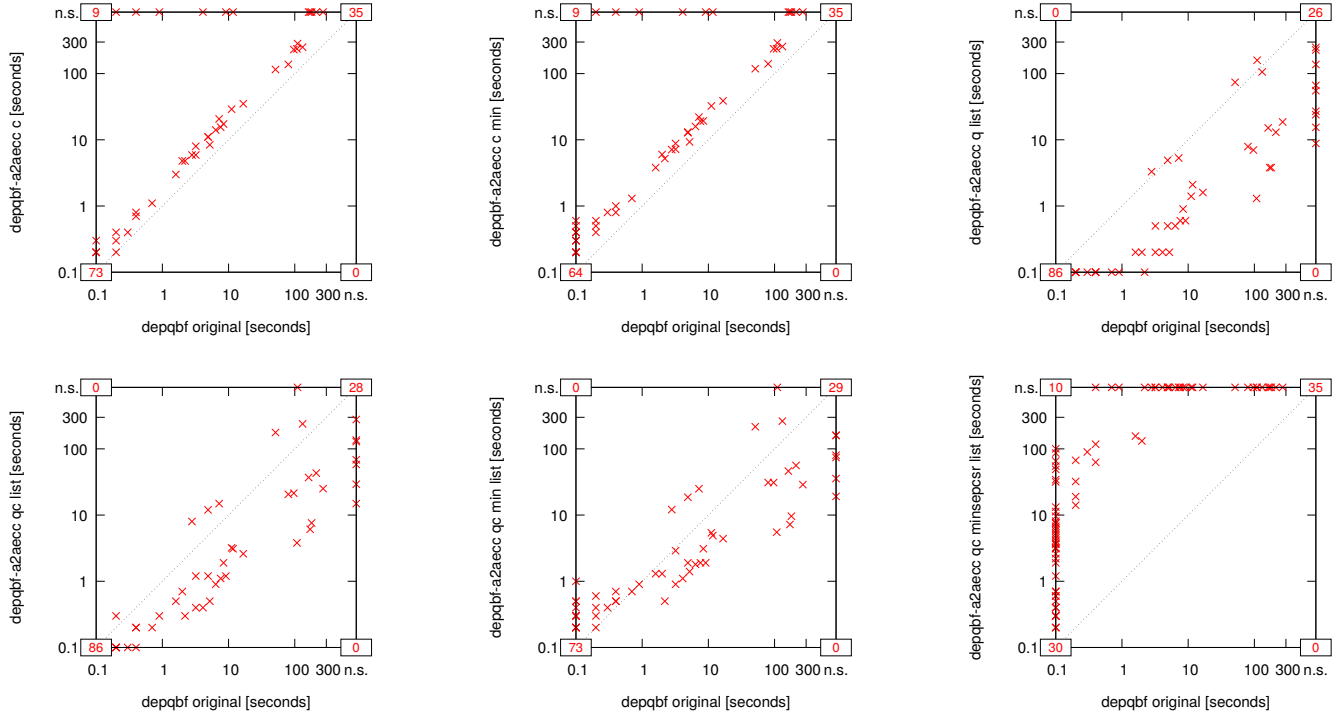 n.s. 9 35
300
100
10
1
0.1
73 0
0.1 1 10 100 300 n.s.
depqbf original [seconds]
depqbf-a2aecc c [seconds]
n.s. 9 35
300
100
10
1
0.1
64 0
0.1 1 10 100 300 n.s.
depqbf original [seconds]
depqbf-a2aecc c min [seconds]
n.s. 0 26
300
100
10
1
0.1
86 0
0.1 1 10 100 300 n.s.
depqbf original [seconds]
depqbf-a2aecc q list [seconds]
n.s. 0 28
300
100
10
1
0.1
86 0
0.1 1 10 100 300 n.s.
depqbf original [seconds]
depqbf-a2aecc qc list [seconds]
n.s. 0 29
300
100
10
1
0.1
73 0
0.1 1 10 100 300 n.s.
depqbf original [seconds]
depqbf-a2aecc qc min list [seconds]
n.s. 10 35
300
100
10
1
0.1
30 0
0.1 1 10 100 300 n.s.
depqbf original [seconds]
depqbf-a2aecc qc minsepcsr list [seconds]